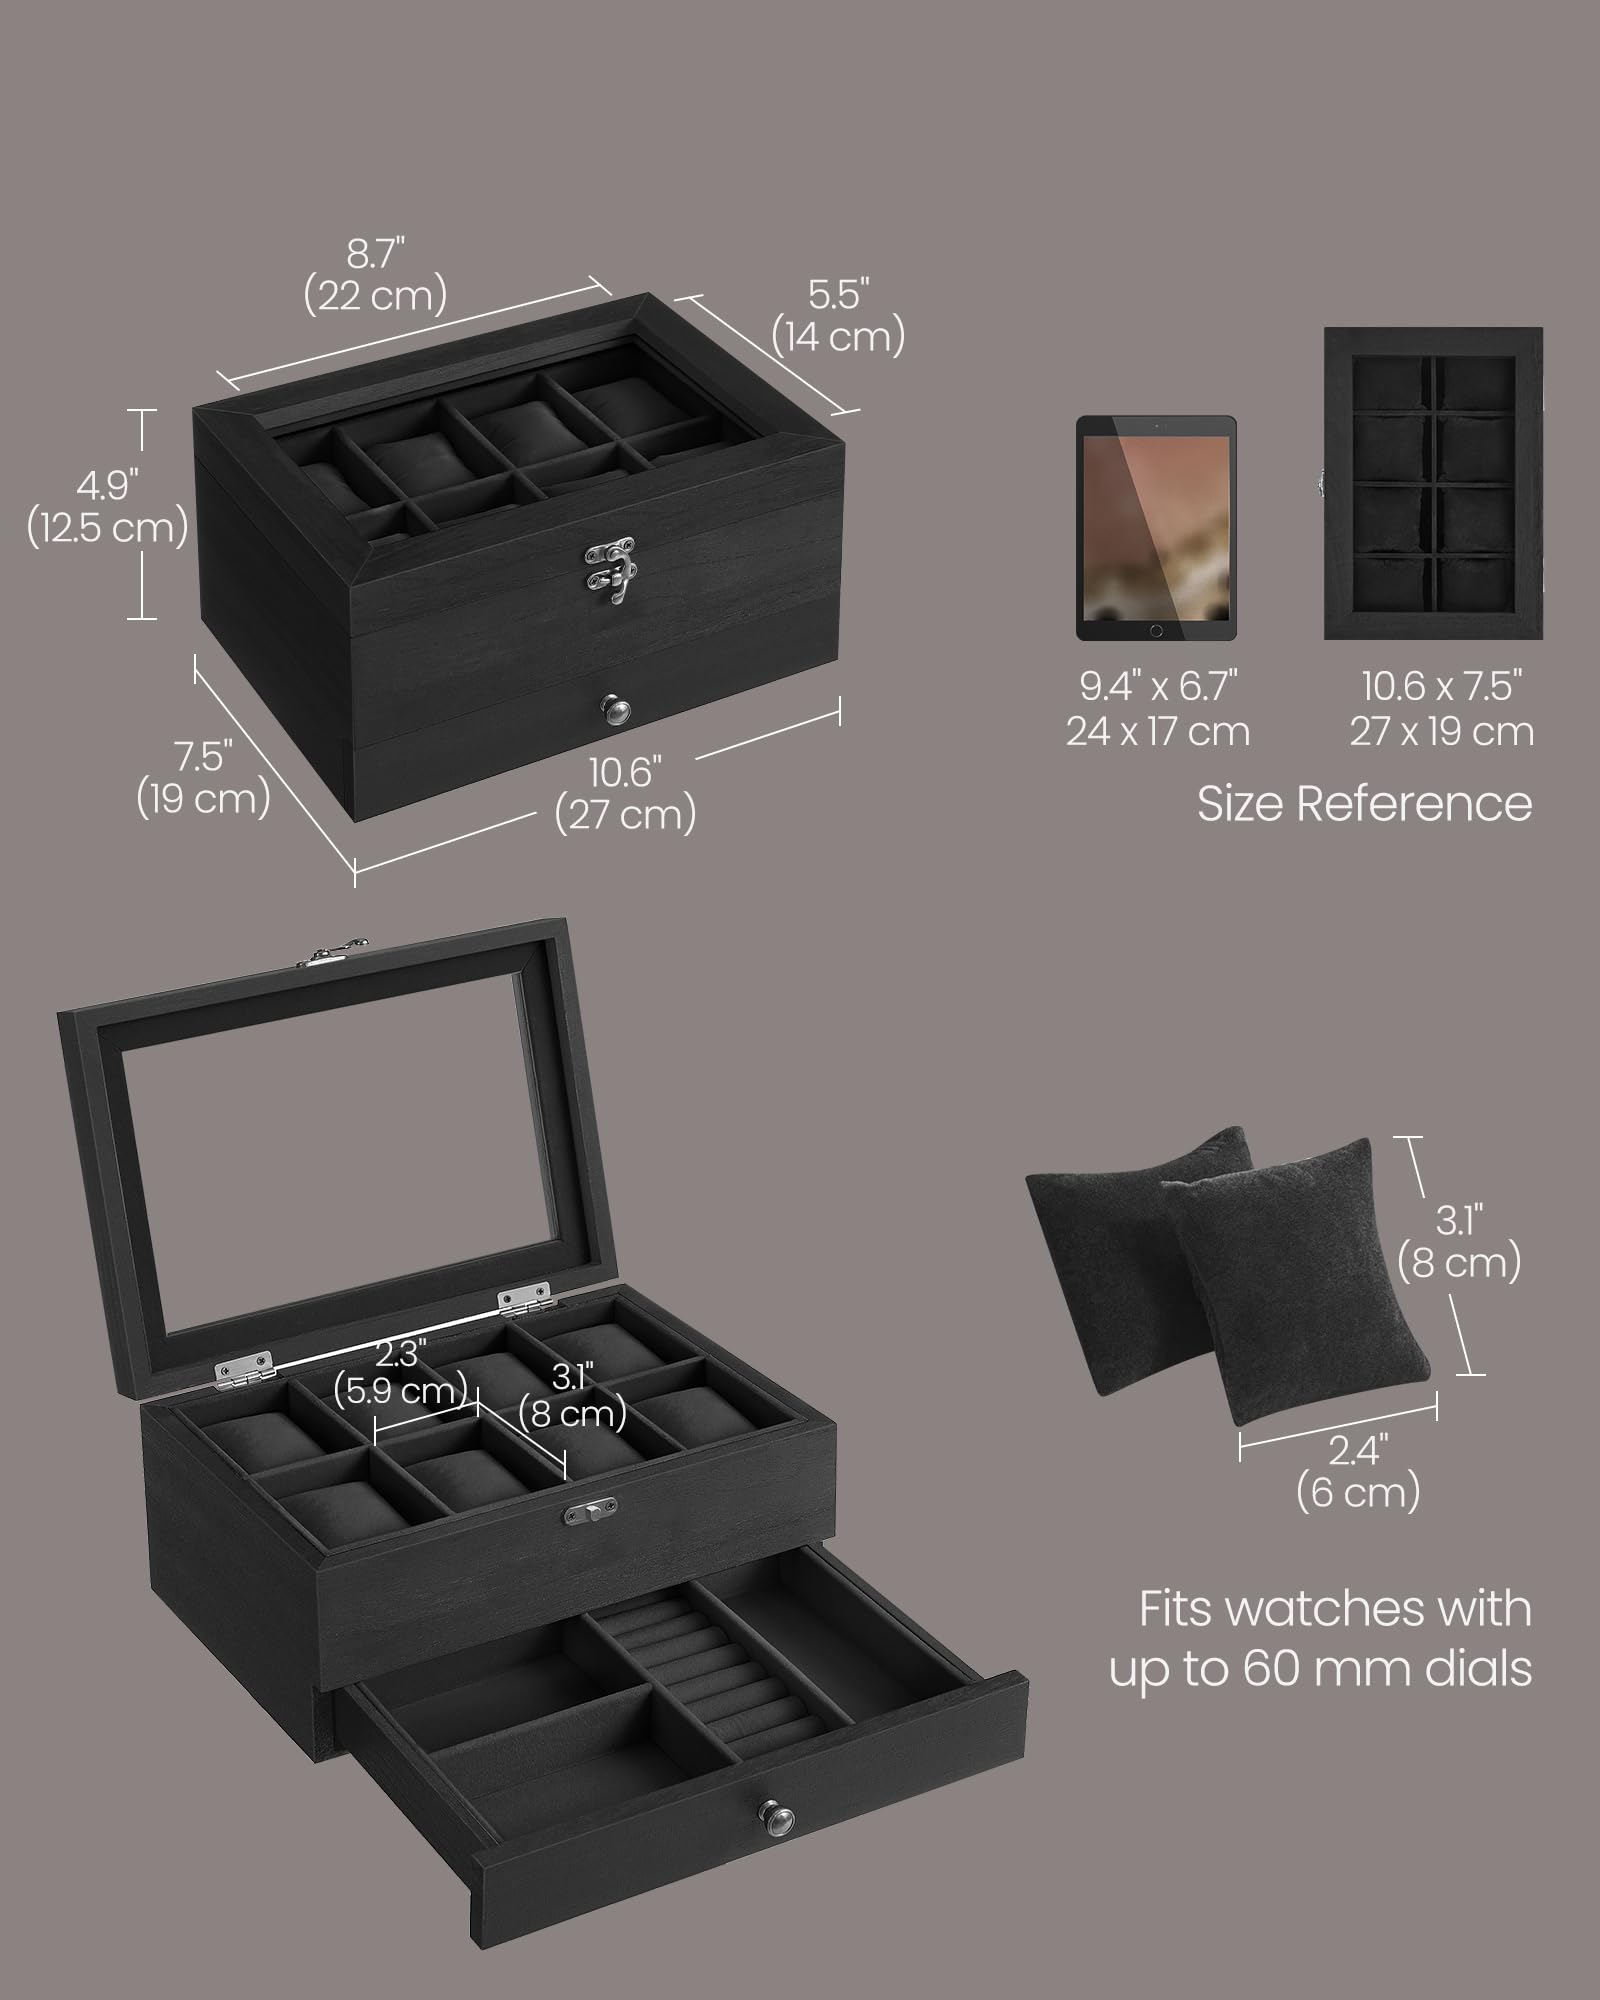 8.7"
(22 cm)
5.5"
(14 cm)
4.9"
(12.5 cm)
7.5"
(19 cm)
10.6"
(27 cm)
9.4" x 6.7"
24 x 17 cm
10.6 x 7.5"
27 x 19 cm
Size Reference
2.3"
(5.9 cm)
3.1"
(8 cm)
3.1"
(8 cm)
2.4"
(6 cm)
Fits watches with
up to 60 mm dials